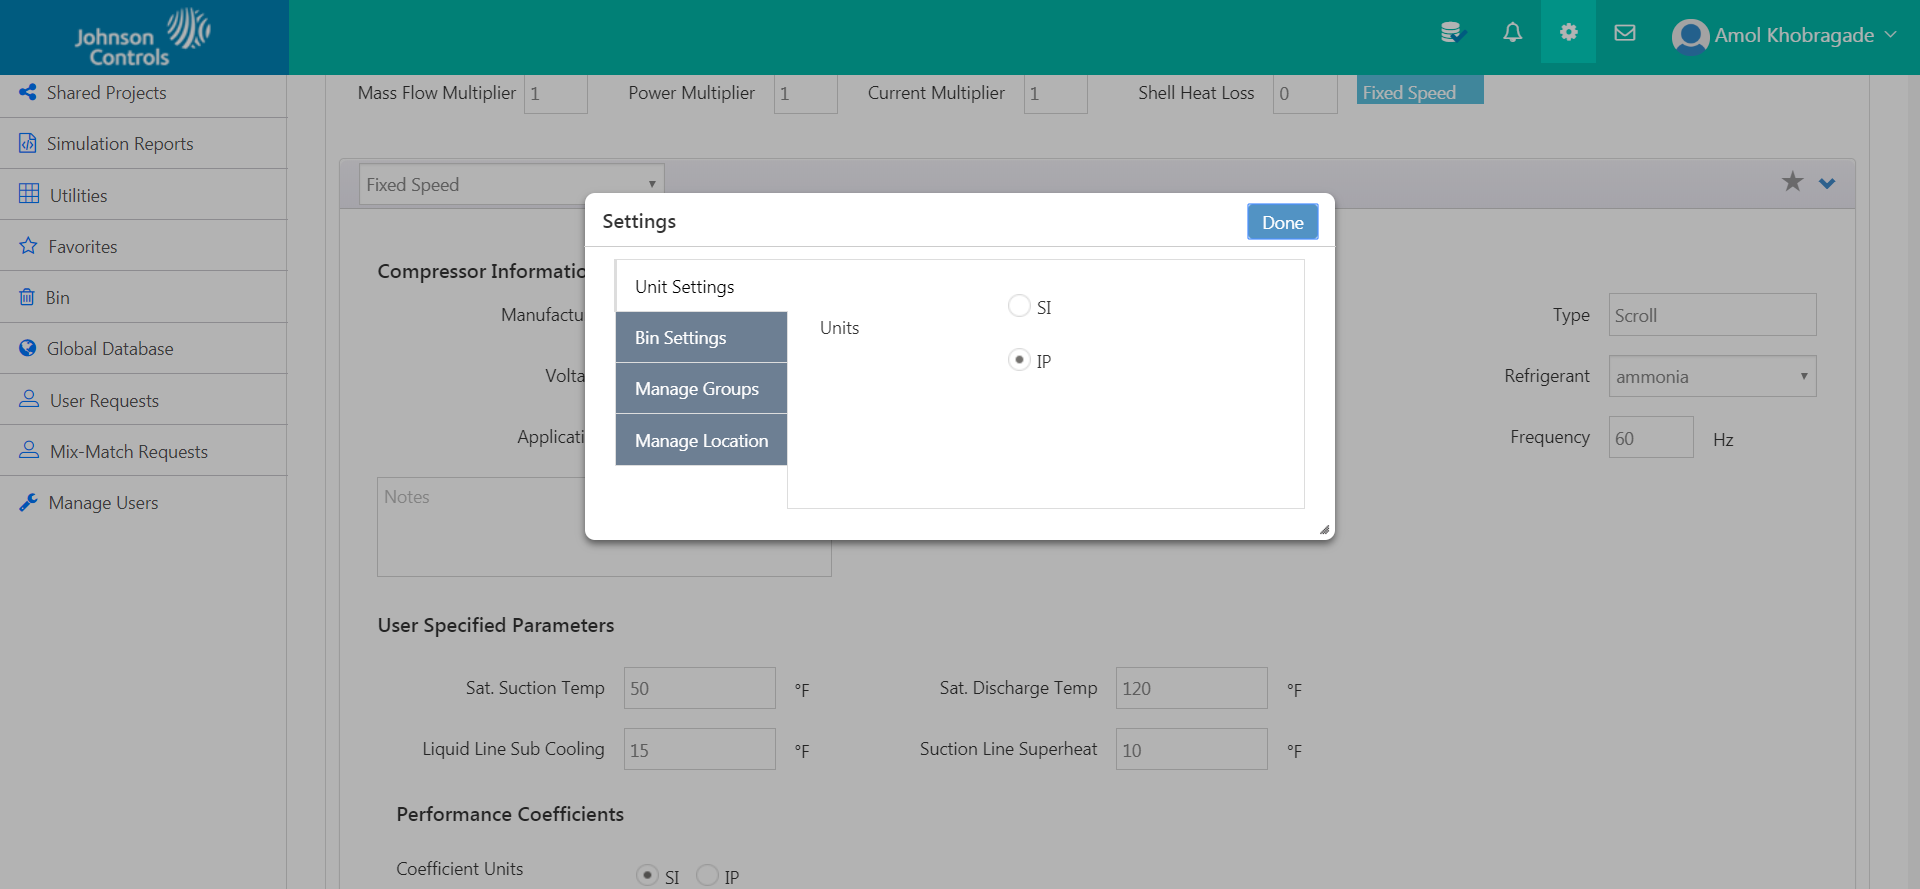 Johnson
Controls
Amol Khobragade
Shared Projects
Simulation Reports
Utilities
Favorites
Bin
Global Database
User Requests
Mix-Match Requests
Manage Users
Mass Flow Multiplier 1 Power Multiplier 1 Current Multiplier 1 Shell Heat Loss 0 Fixed Speed
Fixed Speed
Settings Done
Unit Settings
Bin Settings
Manage Groups
Manage Location
Units
SI
IP
Compressor Informatio
Manufactu
Type Scroll
Volta
Refrigerant ammonia
Applicati
Frequency 60 Hz
Notes
User Specified Parameters
Sat. Suction Temp 50 °F Sat. Discharge Temp 120 °F
Liquid Line Sub Cooling 15 °F Suction Line Superheat 10 °F
Performance Coefficients
Coefficient Units SI IP